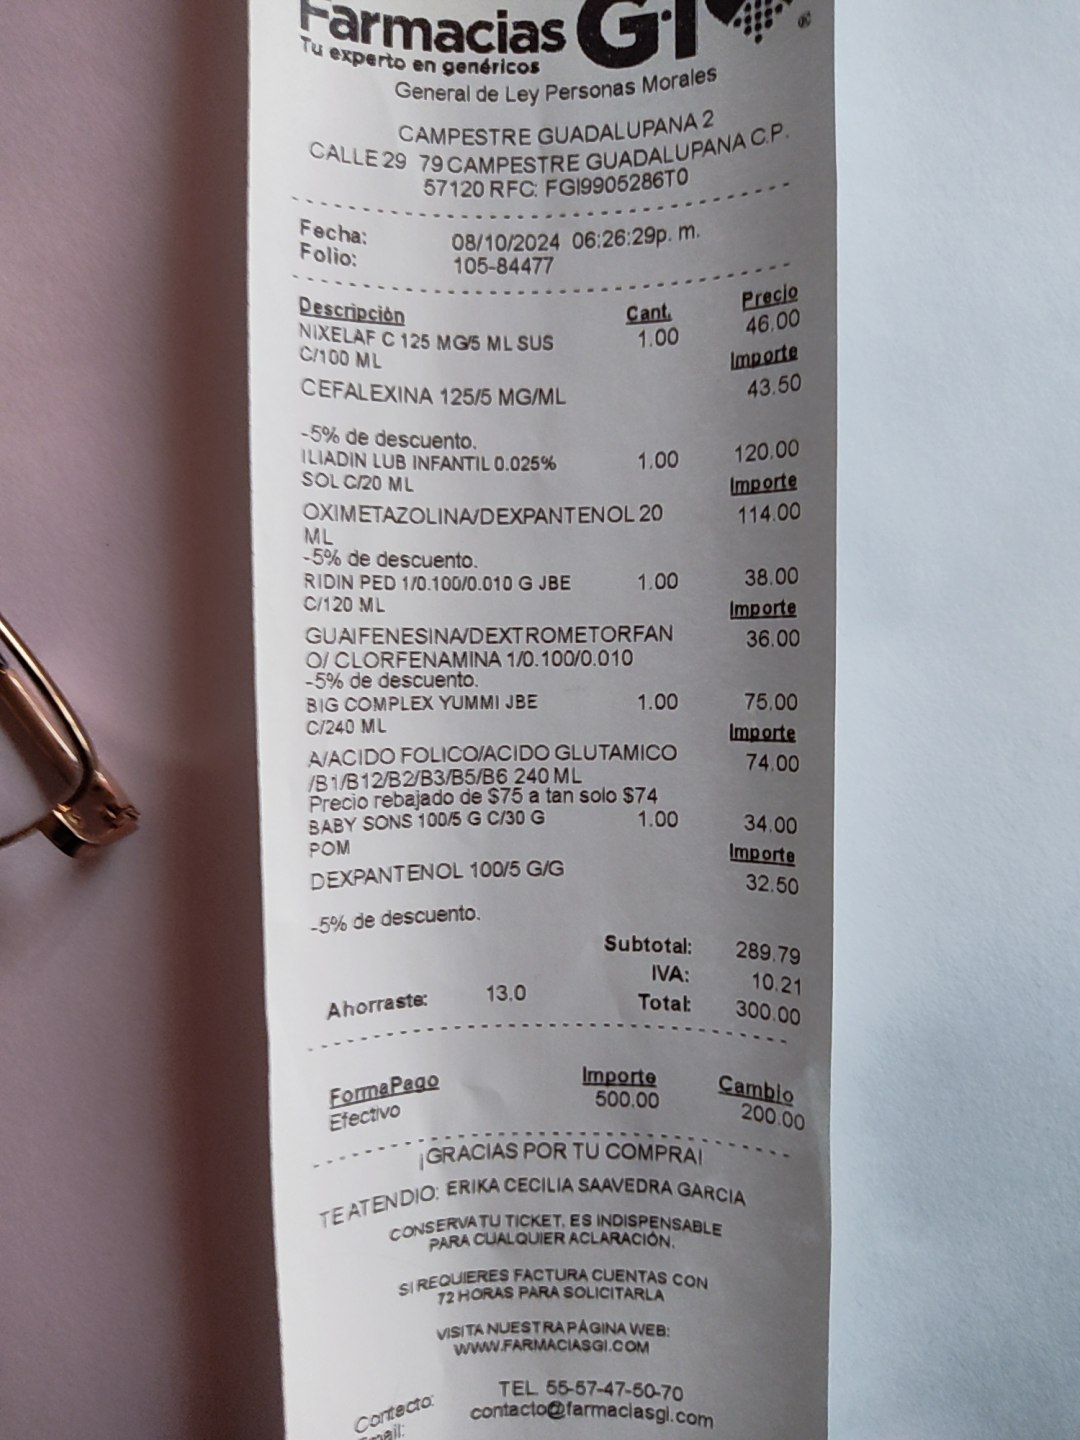 Farmacias G·I ®
Tu experto en genéricos
General de Ley Personas Morales
CAMPESTRE GUADALUPANA 2
CALLE 29 79 CAMPESTRE GUADALUPANA C.P.
57120 RFC: FGI9905286T0
Fecha: 08/10/2024 06:26:29p. m.
Folio: 105-84477
Descripción Cant. Precio
NIXELAF C 125 MG/5 ML SUS 1.00 46.00
C/100 ML Importe
CEFALEXINA 125/5 MG/ML 43.50
-5% de descuento.
ILIADIN LUB INFANTIL 0.025% 1.00 120.00
SOL C/20 ML Importe
OXIMETAZOLINA/DEXPANTENOL 20 114.00
ML
-5% de descuento.
RIDIN PED 1/0.100/0.010 G JBE 1.00 38.00
C/120 ML Importe
GUAIFENESINA/DEXTROMETORFAN 36.00
O/ CLORFENAMINA 1/0.100/0.010
-5% de descuento.
BIG COMPLEX YUMMI JBE 1.00 75.00
C/240 ML Importe
A/ACIDO FOLICO/ACIDO GLUTAMICO 74.00
/B1/B12/B2/B3/B5/B6 240 ML
Precio rebajado de $75 a tan solo $74
BABY SONS 100/5 G C/30 G 1.00 34.00
POM Importe
DEXPANTENOL 100/5 G/G 32.50
-5% de descuento.
Subtotal: 289.79
IVA: 10.21
Ahorraste: 13.0 Total: 300.00
FormaPago Importe Cambio
Efectivo 500.00 200.00
¡GRACIAS POR TU COMPRA!
TE ATENDIO: ERIKA CECILIA SAAVEDRA GARCIA
CONSERVA TU TICKET, ES INDISPENSABLE
PARA CUALQUIER ACLARACIÓN.
SI REQUIERES FACTURA CUENTAS CON
72 HORAS PARA SOLICITARLA
VISITA NUESTRA PÁGINA WEB:
WWW.FARMACIASGI.COM
Contacto: TEL. 55-57-47-50-70
contacto@farmaciasgi.com